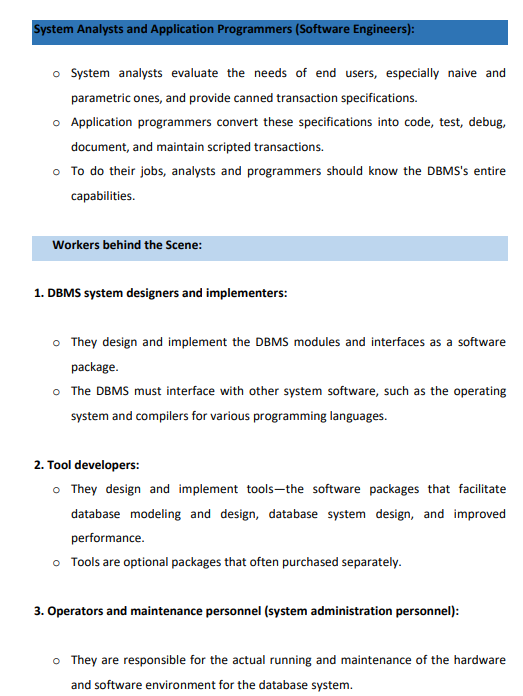 System Analysts and Application Programmers (Software Engineers):
o System analysts evaluate the needs of end users, especially naive and
parametric ones, and provide canned transaction specifications.
o Application programmers convert these specifications into code, test, debug,
document, and maintain scripted transactions.
o To do their jobs, analysts and programmers should know the DBMS's entire
capabilities.
Workers behind the Scene:
1. DBMS system designers and implementers:
o They design and implement the DBMS modules and interfaces as a software
package.
o The DBMS must interface with other system software, such as the operating
system and compilers for various programming languages.
2. Tool developers:
o They design and implement tools—the software packages that facilitate
database modeling and design, database system design, and improved
performance.
o Tools are optional packages that often purchased separately.
3. Operators and maintenance personnel (system administration personnel):
o They are responsible for the actual running and maintenance of the hardware
and software environment for the database system.